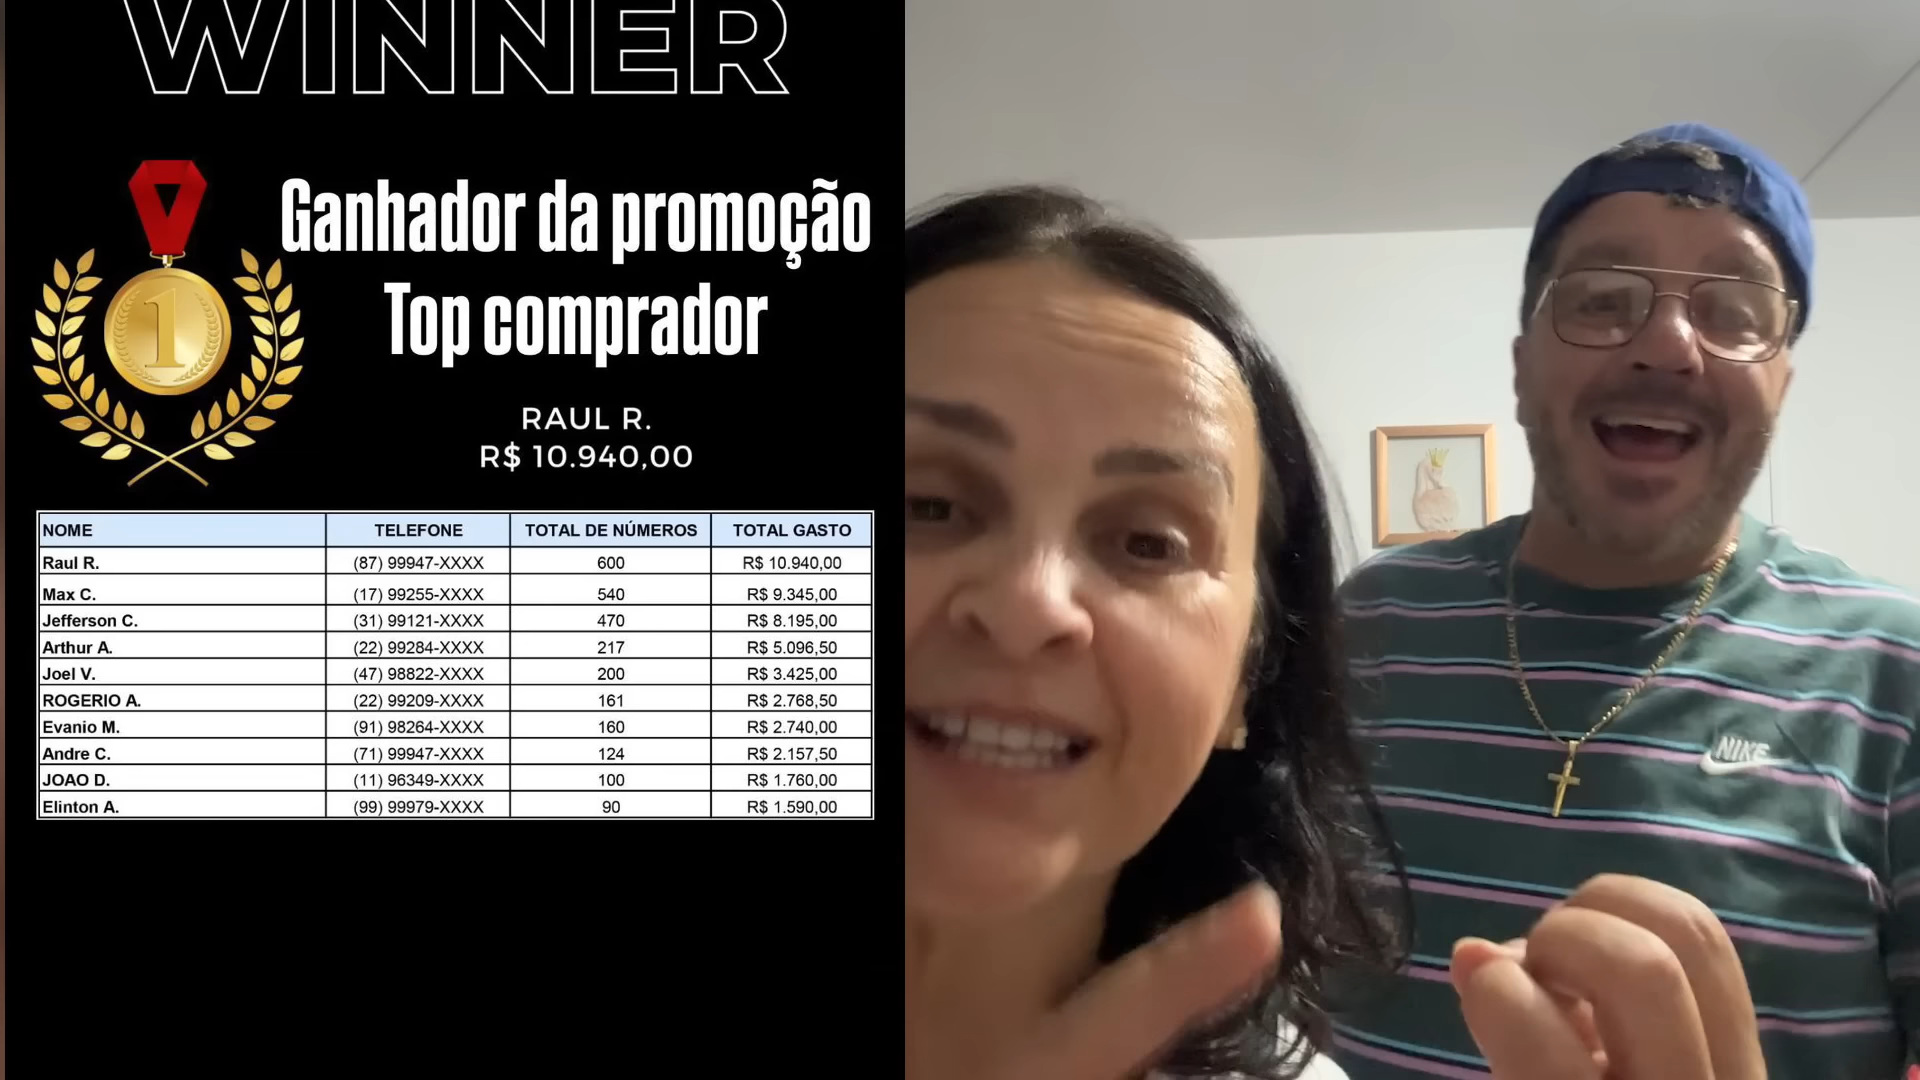 WINNER
Ganhador da promoção
Top comprador
1
RAUL R.
R$ 10.940,00
NOME TELEFONE TOTAL DE NÚMEROS TOTAL GASTO
Raul R. (87) 99947-XXXX 600 R$ 10.940,00
Max C. (17) 99255-XXXX 540 R$ 9.345,00
Jefferson C. (31) 99121-XXXX 470 R$ 8.195,00
Arthur A. (22) 99284-XXXX 217 R$ 5.096,50
Joel V. (47) 98822-XXXX 200 R$ 3.425,00
ROGERIO A. (22) 99209-XXXX 161 R$ 2.768,50
Evanio M. (91) 98264-XXXX 160 R$ 2.740,00
Andre C. (71) 99947-XXXX 124 R$ 2.157,50
JOAO D. (11) 96349-XXXX 100 R$ 1.760,00
Elinton A. (99) 99979-XXXX 90 R$ 1.590,00
NIKE